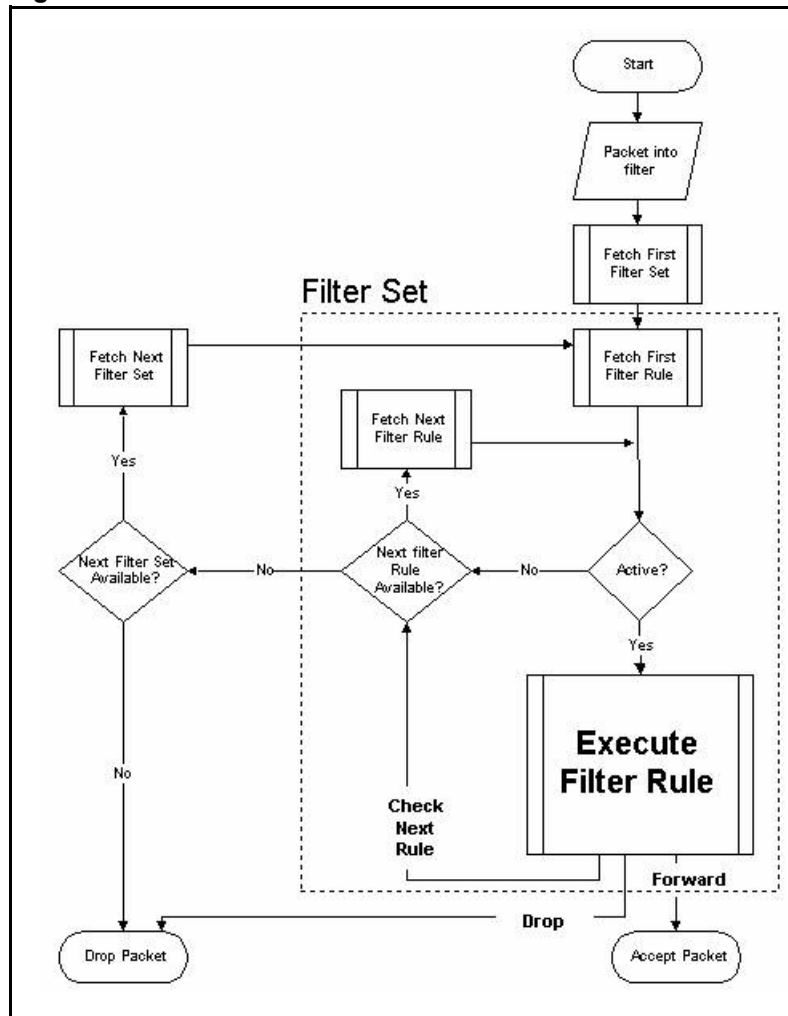 Start
Packet into
filter
Fetch First
Filter Set
Filter Set
Fetch Next
Filter Set
Fetch First
Filter Rule
Fetch Next
Filter Rule
Yes
Yes
Next Filter Set
Available?
No
Next filter
Rule
Available?
No
Active?
Yes
Execute
Filter Rule
No
Check
Next
Rule
Forward
Drop
Drop Packet
Accept Packet